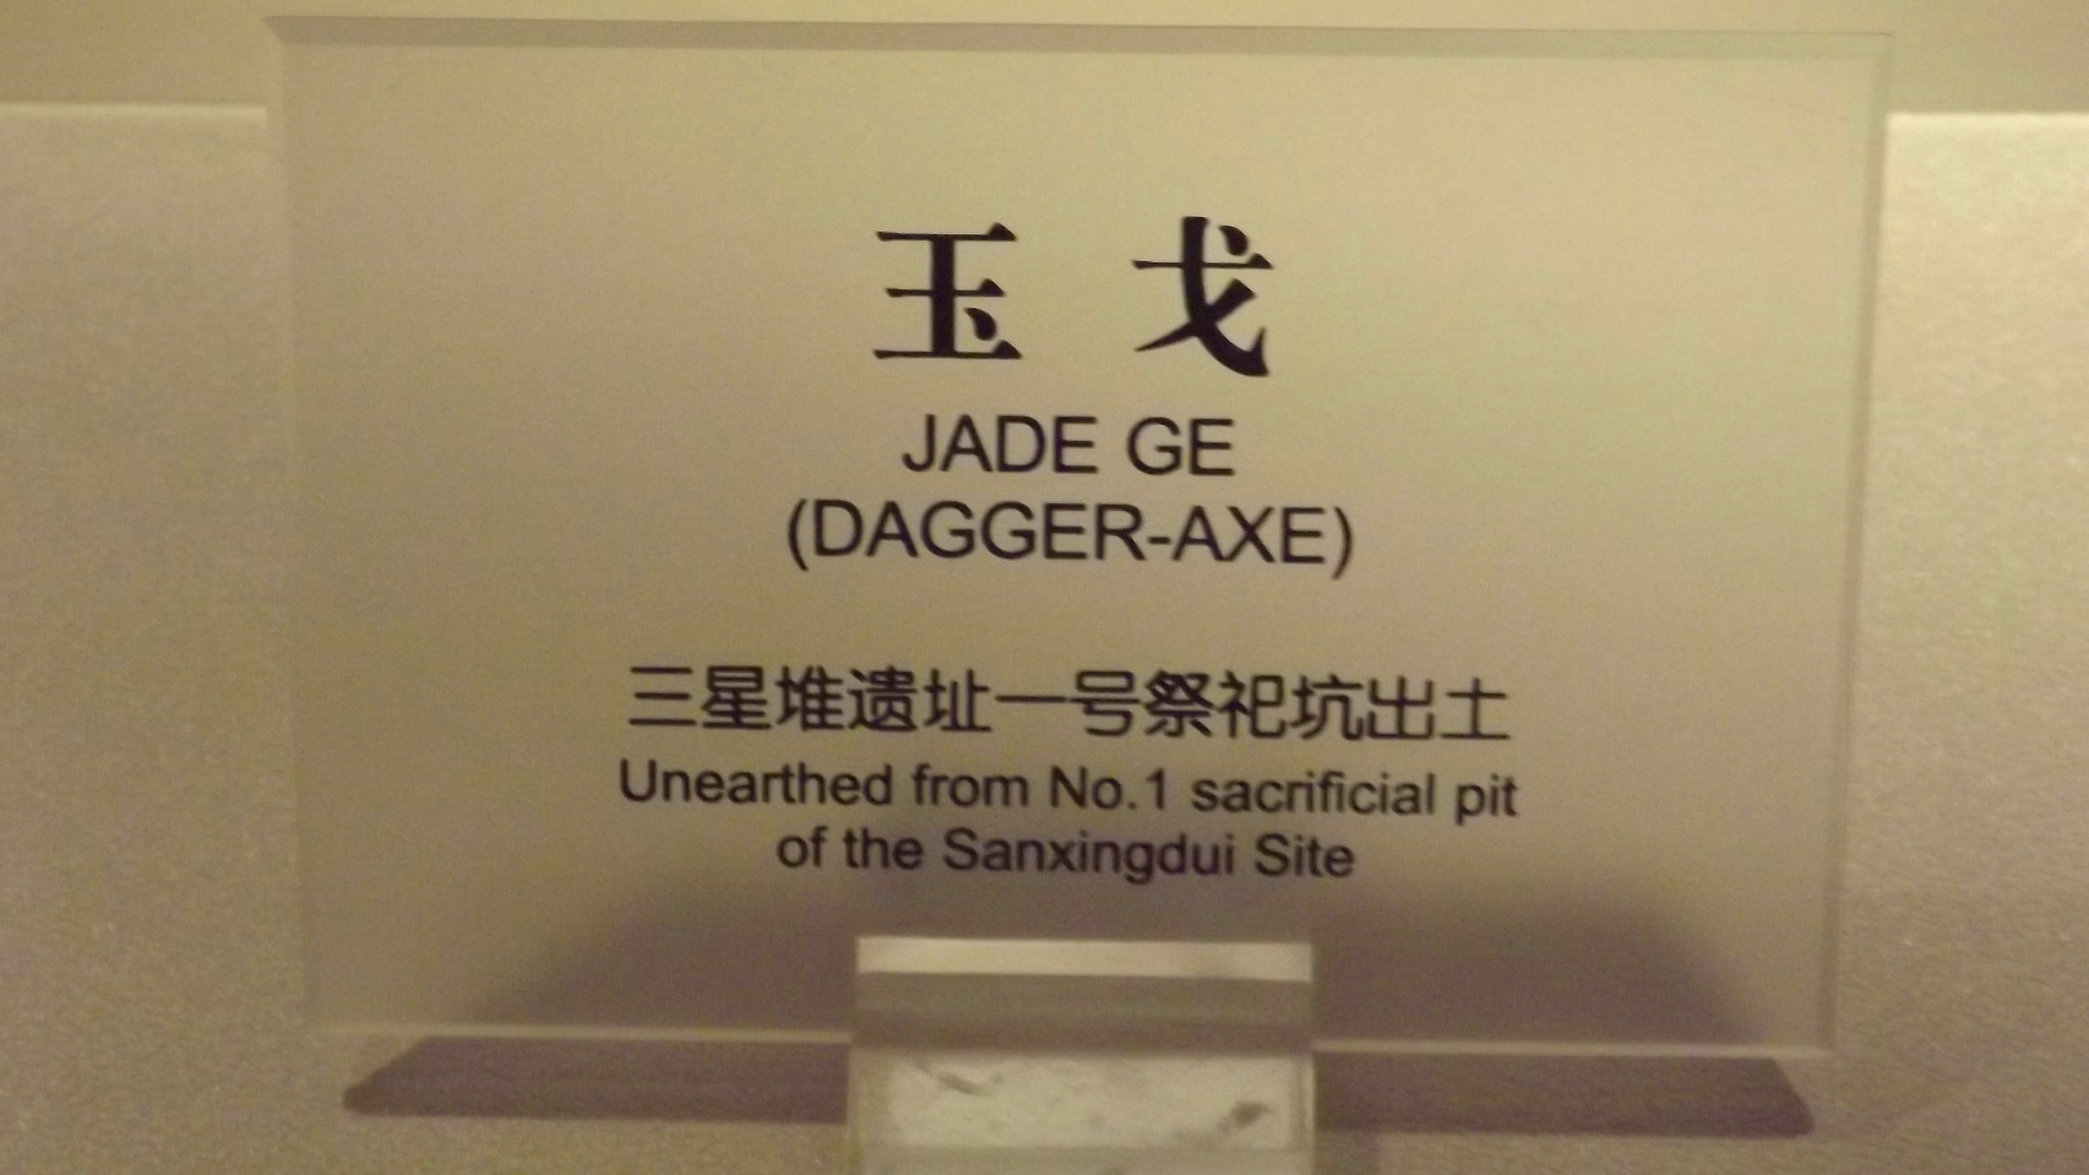 玉戈
JADE GE
(DAGGER-AXE)
三星堆遗址一号祭祀坑出土
Unearthed from No.1 sacrificial pit
of the Sanxingdui Site